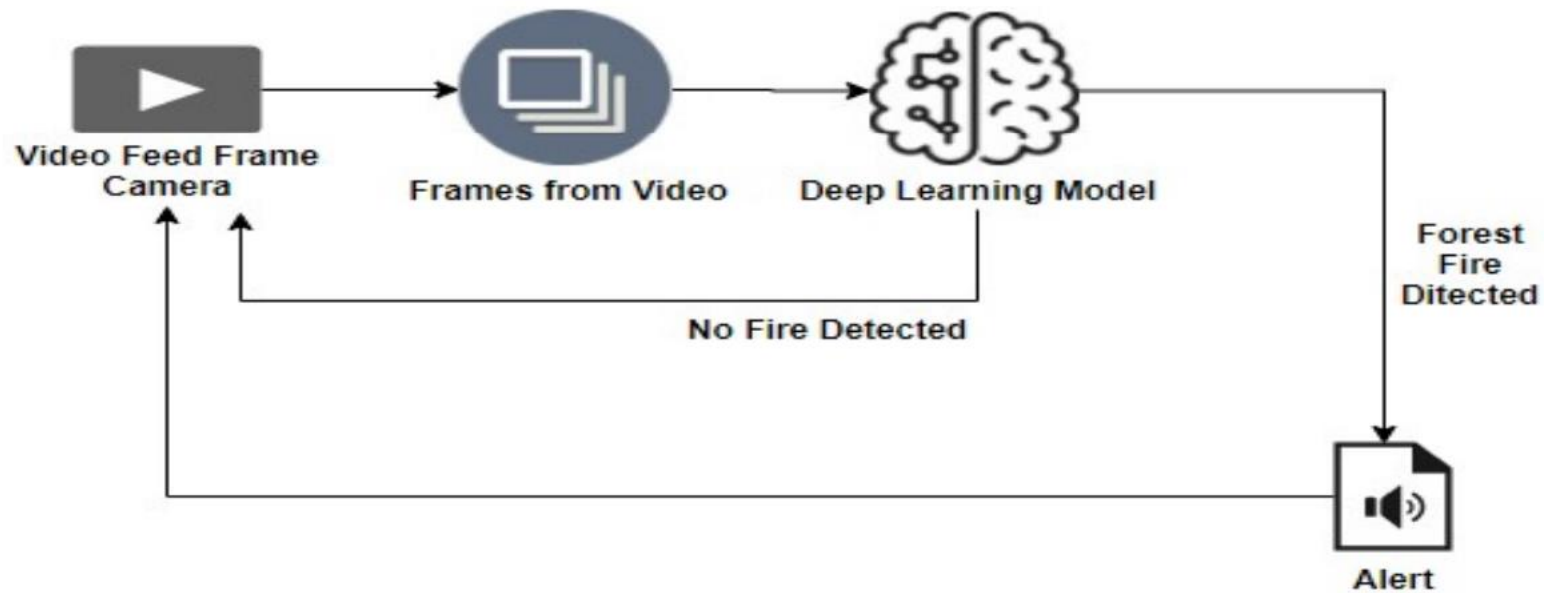 Video Feed Frame
Camera
Frames from Video
Deep Learning Model
Forest
Fire
Ditected
No Fire Detected
Alert